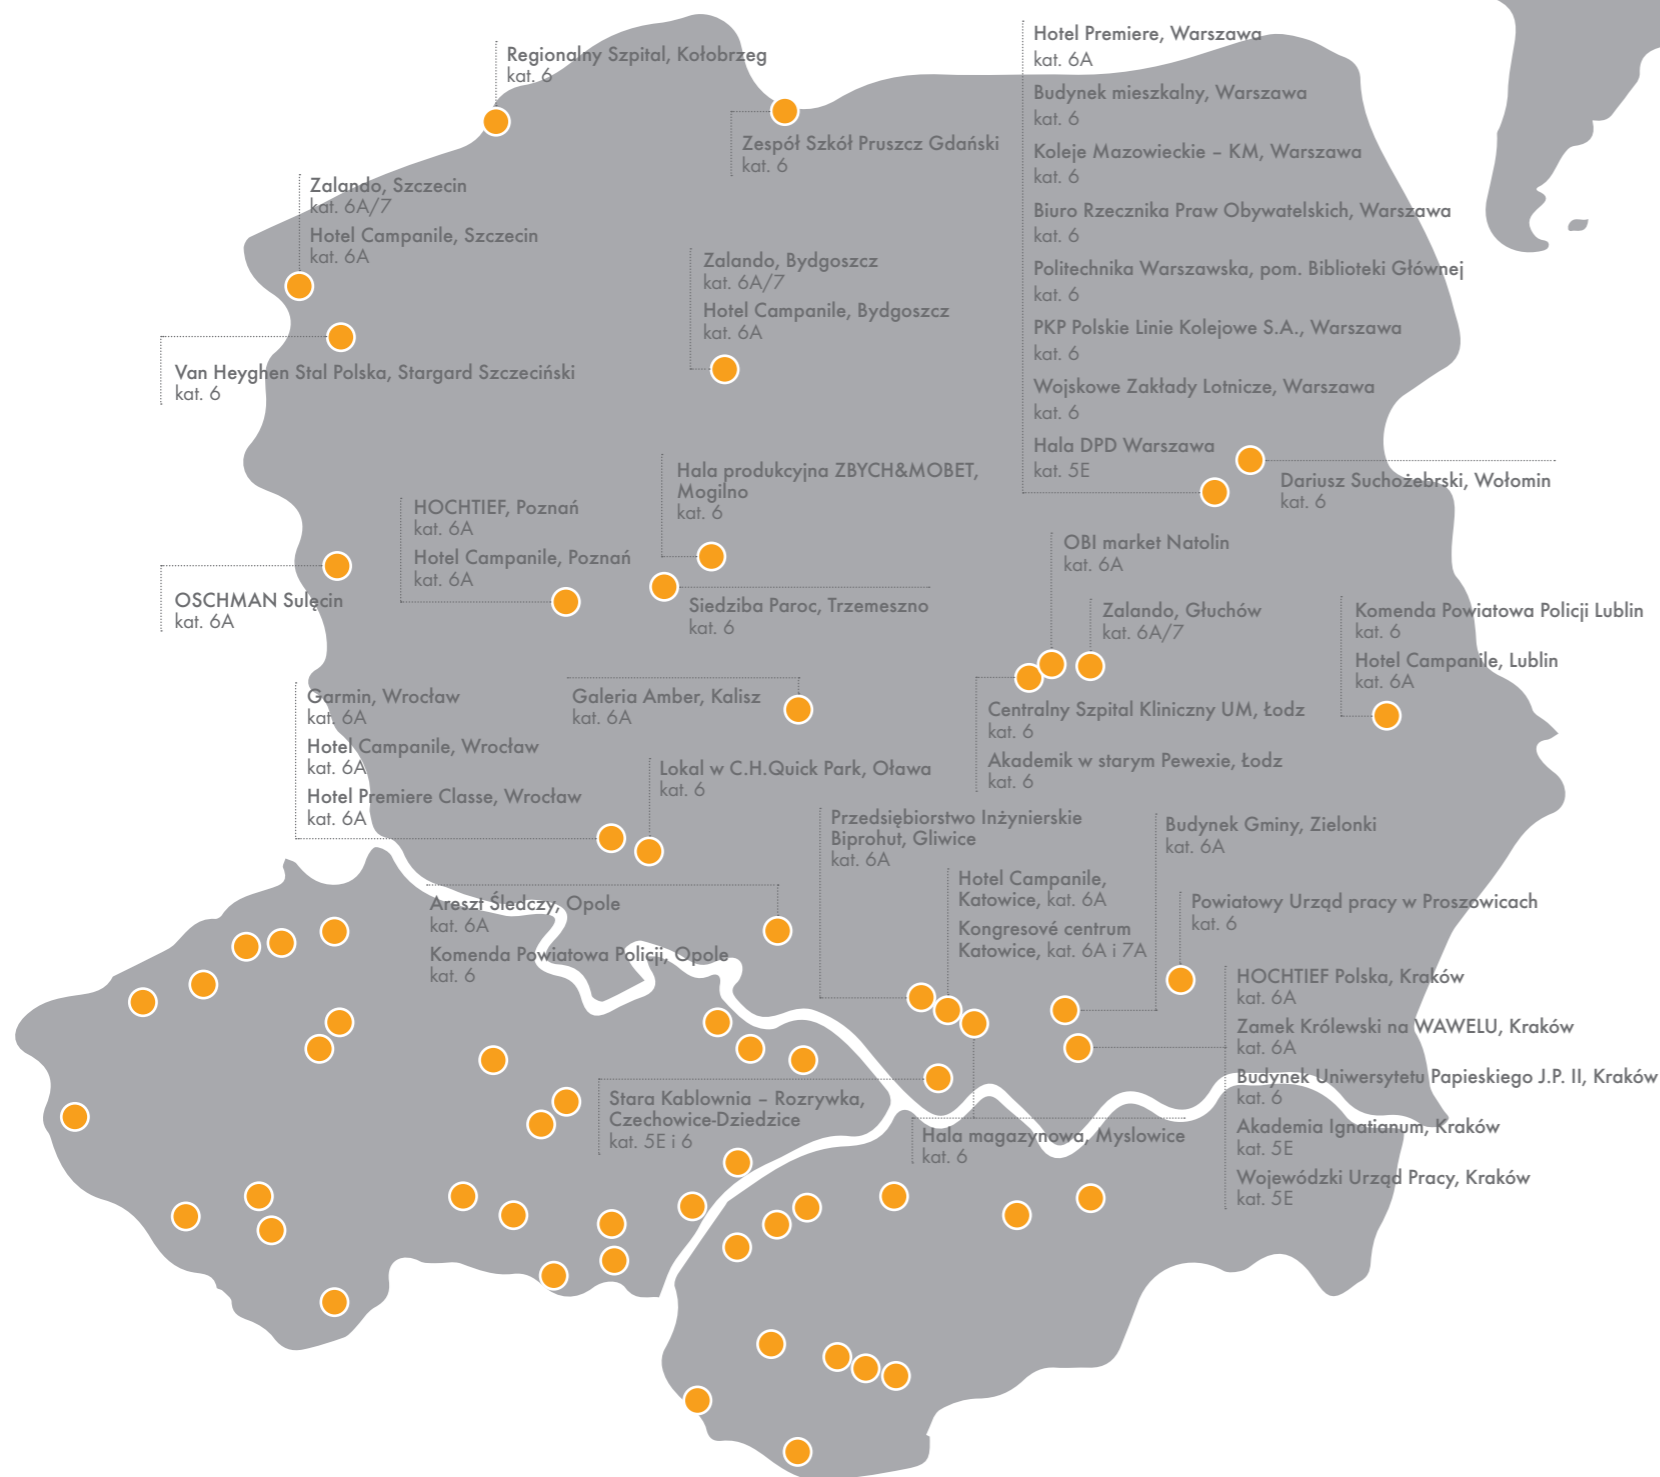 Regionalny Szpital, Kołobrzeg
kat. 6
Zespół Szkół Pruszcz Gdański
kat. 6
Hotel Premiere, Warszawa
kat. 6A
Budynek mieszkalny, Warszawa
kat. 6
Koleje Mazowieckie – KM, Warszawa
kat. 6
Biuro Rzecznika Praw Obywatelskich, Warszawa
kat. 6
Politechnika Warszawska, pom. Biblioteki Głównej
kat. 6
PKP Polskie Linie Kolejowe S.A., Warszawa
kat. 6
Wojskowe Zakłady Lotnicze, Warszawa
kat. 6
Hala DPD Warszawa
kat. 5E
Zalando, Szczecin
kat. 6A/7
Hotel Campanile, Szczecin
kat. 6A
Zalando, Bydgoszcz
kat. 6A/7
Hotel Campanile, Bydgoszcz
kat. 6A
Van Heyghen Stal Polska, Stargard Szczeciński
kat. 6
Hala produkcyjna ZBYCH&MOBET,
Mogilno
kat. 6
Dariusz Suchożebrski, Wołomin
kat. 6
HOCHTIEF, Poznań
kat. 6A
Hotel Campanile, Poznań
kat. 6A
OBI market Natolin
kat. 6A
OSCHMAN Sulęcin
kat. 6A
Siedziba Paroc, Trzemeszno
kat. 6
Zalando, Głuchów
kat. 6A/7
Komenda Powiatowa Policji Lublin
kat. 6
Hotel Campanile, Lublin
kat. 6A
Garmin, Wrocław
kat. 6A
Hotel Campanile, Wrocław
kat. 6A
Hotel Premiere Classe, Wrocław
kat. 6A
Galeria Amber, Kalisz
kat. 6A
Centralny Szpital Kliniczny UM, Łodz
kat. 6
Akademik w starym Pewexie, Łodz
kat. 6
Lokal w C.H.Quick Park, Oława
kat. 6
Przedsiębiorstwo Inżynierskie
Biprohut, Gliwice
kat. 6A
Budynek Gminy, Zielonki
kat. 6A
Hotel Campanile,
Katowice, kat. 6A
Kongresové centrum
Katowice, kat. 6A i 7A
Areszt Śledczy, Opole
kat. 6A
Komenda Powiatowa Policji, Opole
kat. 6
Powiatowy Urząd pracy w Proszowicach
kat. 6
HOCHTIEF Polska, Kraków
kat. 6A
Zamek Królewski na WAWELU, Kraków
kat. 6A
Budynek Uniwersytetu Papieskiego J.P. II, Kraków
kat. 6
Akademia Ignatianum, Kraków
kat. 5E
Wojewódzki Urząd Pracy, Kraków
kat. 5E
Stara Kablownia – Rozrywka,
Czechowice-Dziedzice
kat. 5E i 6
Hala magazynowa, Myslowice
kat. 6